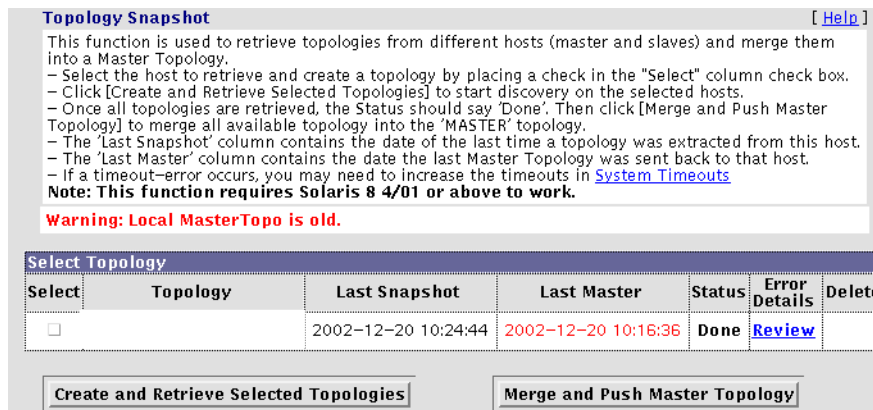 Topology Snapshot [ Help ]
This function is used to retrieve topologies from different hosts (master and slaves) and merge them
into a Master Topology.
– Select the host to retrieve and create a topology by placing a check in the "Select" column check box.
– Click [Create and Retrieve Selected Topologies] to start discovery on the selected hosts.
– Once all topologies are retrieved, the Status should say 'Done'. Then click [Merge and Push Master
Topology] to merge all available topology into the 'MASTER' topology.
– The 'Last Snapshot' column contains the date of the last time a topology was extracted from this host.
– The 'Last Master' column contains the date the last Master Topology was sent back to that host.
– If a timeout–error occurs, you may need to increase the timeouts in System Timeouts
Note: This function requires Solaris 8 4/01 or above to work.
Warning: Local MasterTopo is old.
Select Topology
Select Topology Last Snapshot Last Master Status Error Details Delete
2002–12–20 10:24:44 2002–12–20 10:16:36 Done Review
Create and Retrieve Selected Topologies Merge and Push Master Topology